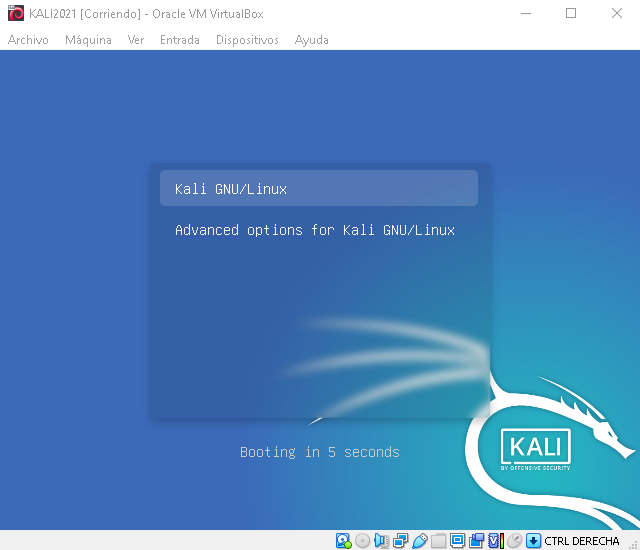 KALI2021 [Corriendo] - Oracle VM VirtualBox
Archivo Máquina Ver Entrada Dispositivos Ayuda
Kali GNU/Linux
Advanced options for Kali GNU/Linux
KALI
BY OFFENSIVE SECURITY
Booting in 5 seconds
CTRL DERECHA